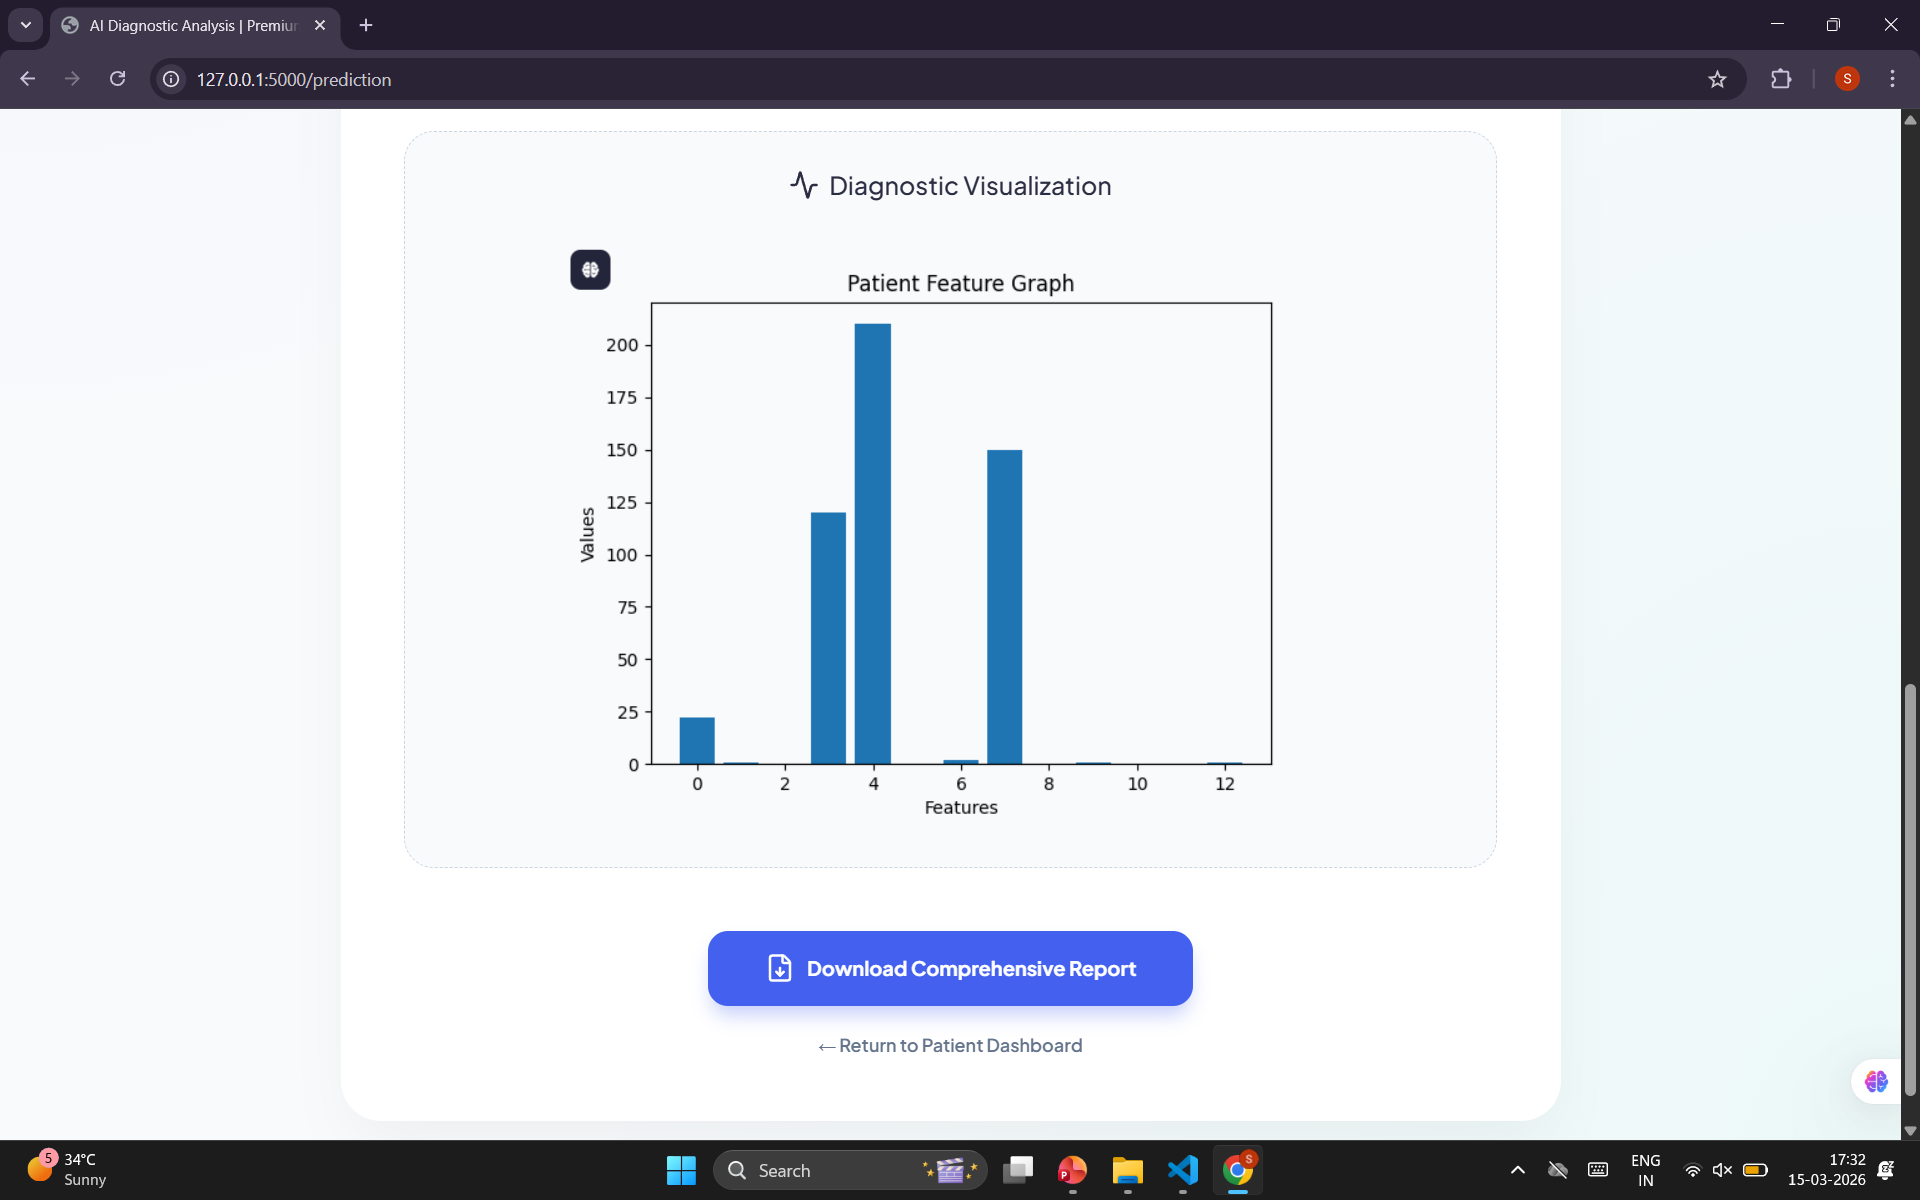 AI Diagnostic Analysis | Premiu
127.0.0.1:5000/prediction
S
Diagnostic Visualization
Patient Feature Graph
200
175
150
125
100
75
50
25
0
Values
0 2 4 6 8 10 12
Features
Download Comprehensive Report
← Return to Patient Dashboard
5
34°C
Sunny
Search
P
S
ENG
IN
17:32
15-03-2026